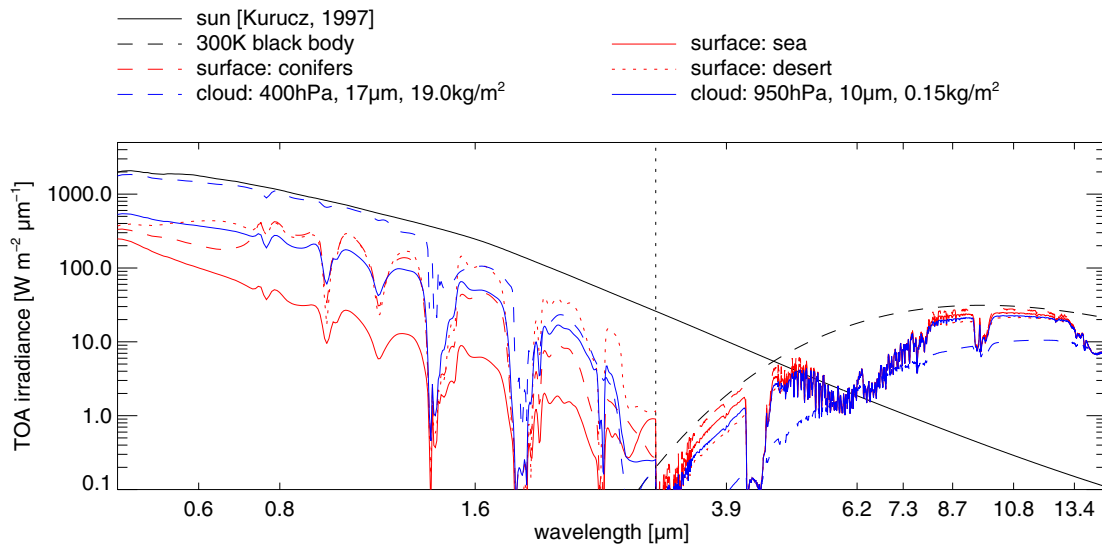 sun [Kurucz, 1997]
300K black body
surface: sea
surface: conifers
surface: desert
cloud: 400hPa, 17μm, 19.0kg/m²
cloud: 950hPa, 10μm, 0.15kg/m²
TOA irradiance [W m⁻² μm⁻¹]
1000.0
100.0
10.0
1.0
0.1
0.6 0.8 1.6 3.9 6.2 7.3 8.7 10.8 13.4
wavelength [μm]